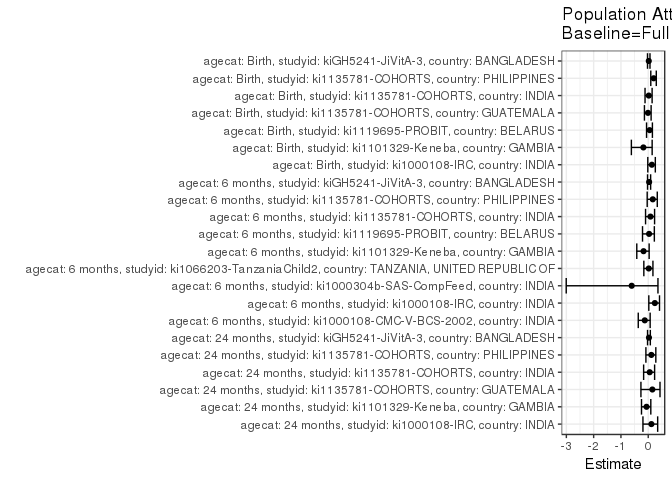 Population Att
Baseline=Full
agecat: Birth, studyid: kiGH5241-JiVitA-3, country: BANGLADESH
agecat: Birth, studyid: ki1135781-COHORTS, country: PHILIPPINES
agecat: Birth, studyid: ki1135781-COHORTS, country: INDIA
agecat: Birth, studyid: ki1135781-COHORTS, country: GUATEMALA
agecat: Birth, studyid: ki1119695-PROBIT, country: BELARUS
agecat: Birth, studyid: ki1101329-Keneba, country: GAMBIA
agecat: Birth, studyid: ki1000108-IRC, country: INDIA
agecat: 6 months, studyid: kiGH5241-JiVitA-3, country: BANGLADESH
agecat: 6 months, studyid: ki1135781-COHORTS, country: PHILIPPINES
agecat: 6 months, studyid: ki1135781-COHORTS, country: INDIA
agecat: 6 months, studyid: ki1119695-PROBIT, country: BELARUS
agecat: 6 months, studyid: ki1101329-Keneba, country: GAMBIA
agecat: 6 months, studyid: ki1066203-TanzaniaChild2, country: TANZANIA, UNITED REPUBLIC OF
agecat: 6 months, studyid: ki1000304b-SAS-CompFeed, country: INDIA
agecat: 6 months, studyid: ki1000108-IRC, country: INDIA
agecat: 6 months, studyid: ki1000108-CMC-V-BCS-2002, country: INDIA
agecat: 24 months, studyid: kiGH5241-JiVitA-3, country: BANGLADESH
agecat: 24 months, studyid: ki1135781-COHORTS, country: PHILIPPINES
agecat: 24 months, studyid: ki1135781-COHORTS, country: INDIA
agecat: 24 months, studyid: ki1135781-COHORTS, country: GUATEMALA
agecat: 24 months, studyid: ki1101329-Keneba, country: GAMBIA
agecat: 24 months, studyid: ki1000108-IRC, country: INDIA
-3 -2 -1 0
Estimate